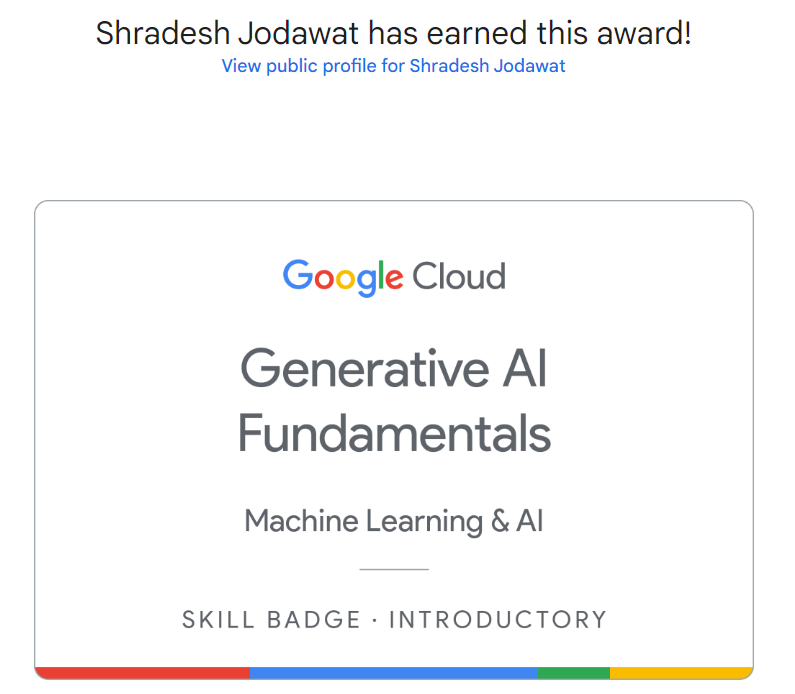 Shradesh Jodawat has earned this award!
View public profile for Shradesh Jodawat
Google Cloud
Generative AI
Fundamentals
Machine Learning & AI
SKILL BADGE · INTRODUCTORY